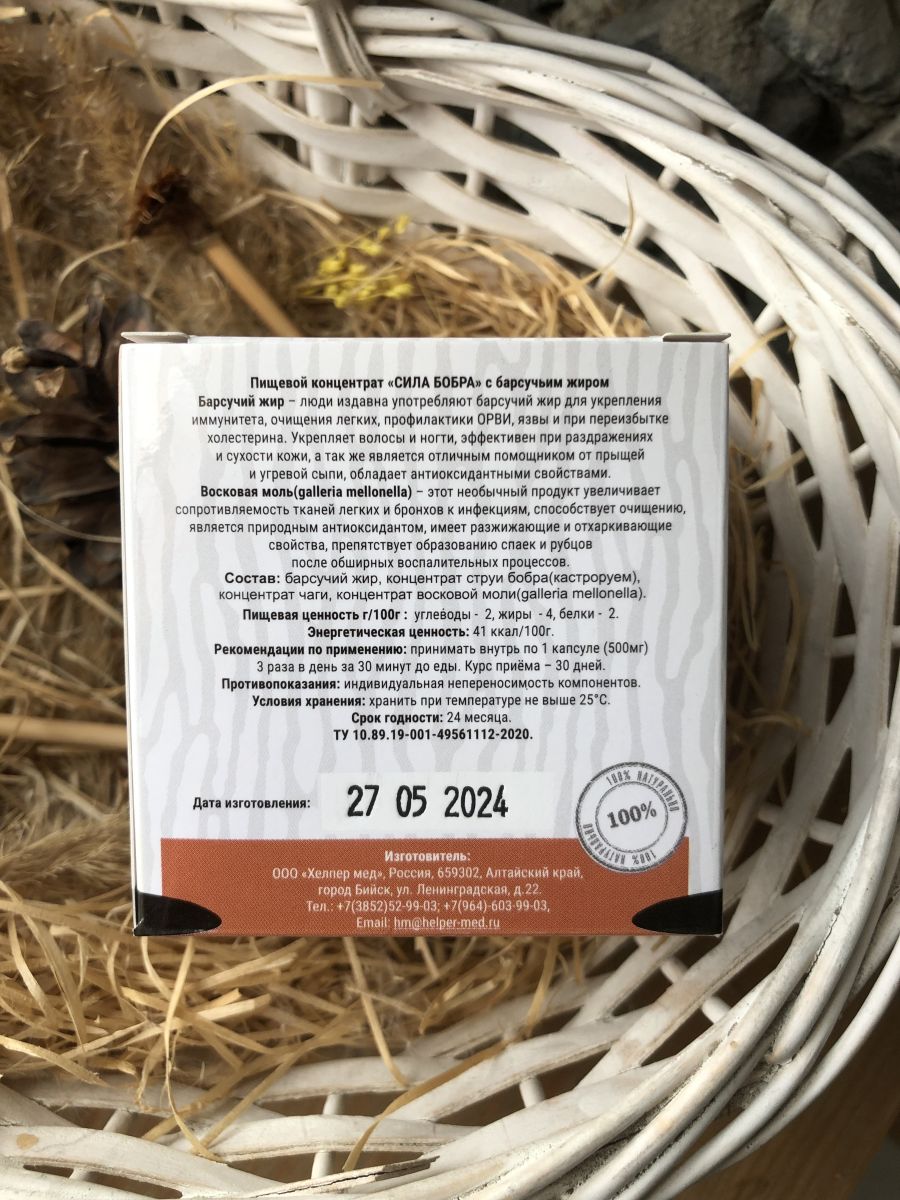 Пищевой концентрат «СИЛА БОБРА» с барсучьим жиром
Барсучий жир – люди издавна употребляют барсучий жир для укрепления
иммунитета, очищения легких, профилактики ОРВИ, язвы и при переизбытке
холестерина. Укрепляет волосы и ногти, эффективен при раздражениях
и сухости кожи, а так же является отличным помощником от прыщей
и угревой сыпи, обладает антиоксидантными свойствами.
Восковая моль(galleria mellonella) – этот необычный продукт увеличивает
сопротивляемость тканей легких и бронхов к инфекциям, способствует очищению,
является природным антиоксидантом, имеет разжижающие и отхаркивающие
свойства, препятствует образованию спаек и рубцов
после обширных воспалительных процессов.
Состав: барсучий жир, концентрат струи бобра(кастроруем),
концентрат чаги, концентрат восковой моли(galleria mellonella).
Пищевая ценность г/100г : углеводы - 2, жиры - 4, белки - 2.
Энергетическая ценность: 41 ккал/100г.
Рекомендации по применению: принимать внутрь по 1 капсуле (500мг)
3 раза в день за 30 минут до еды. Курс приёма – 30 дней.
Противопоказания: индивидуальная непереносимость компонентов.
Условия хранения: хранить при температуре не выше 25°С.
Срок годности: 24 месяца.
ТУ 10.89.19-001-49561112-2020.
Дата изготовления: 27 05 2024
100% НАТУРАЛЬНО
100%
100% НАТУРАЛЬНО
Изготовитель:
ООО «Хелпер мед», Россия, 659302, Алтайский край,
город Бийск, ул. Ленинградская, д.22.
Тел.: +7(3852)52-99-03; +7(964)-603-99-03,
Email: hm@helper-med.ru